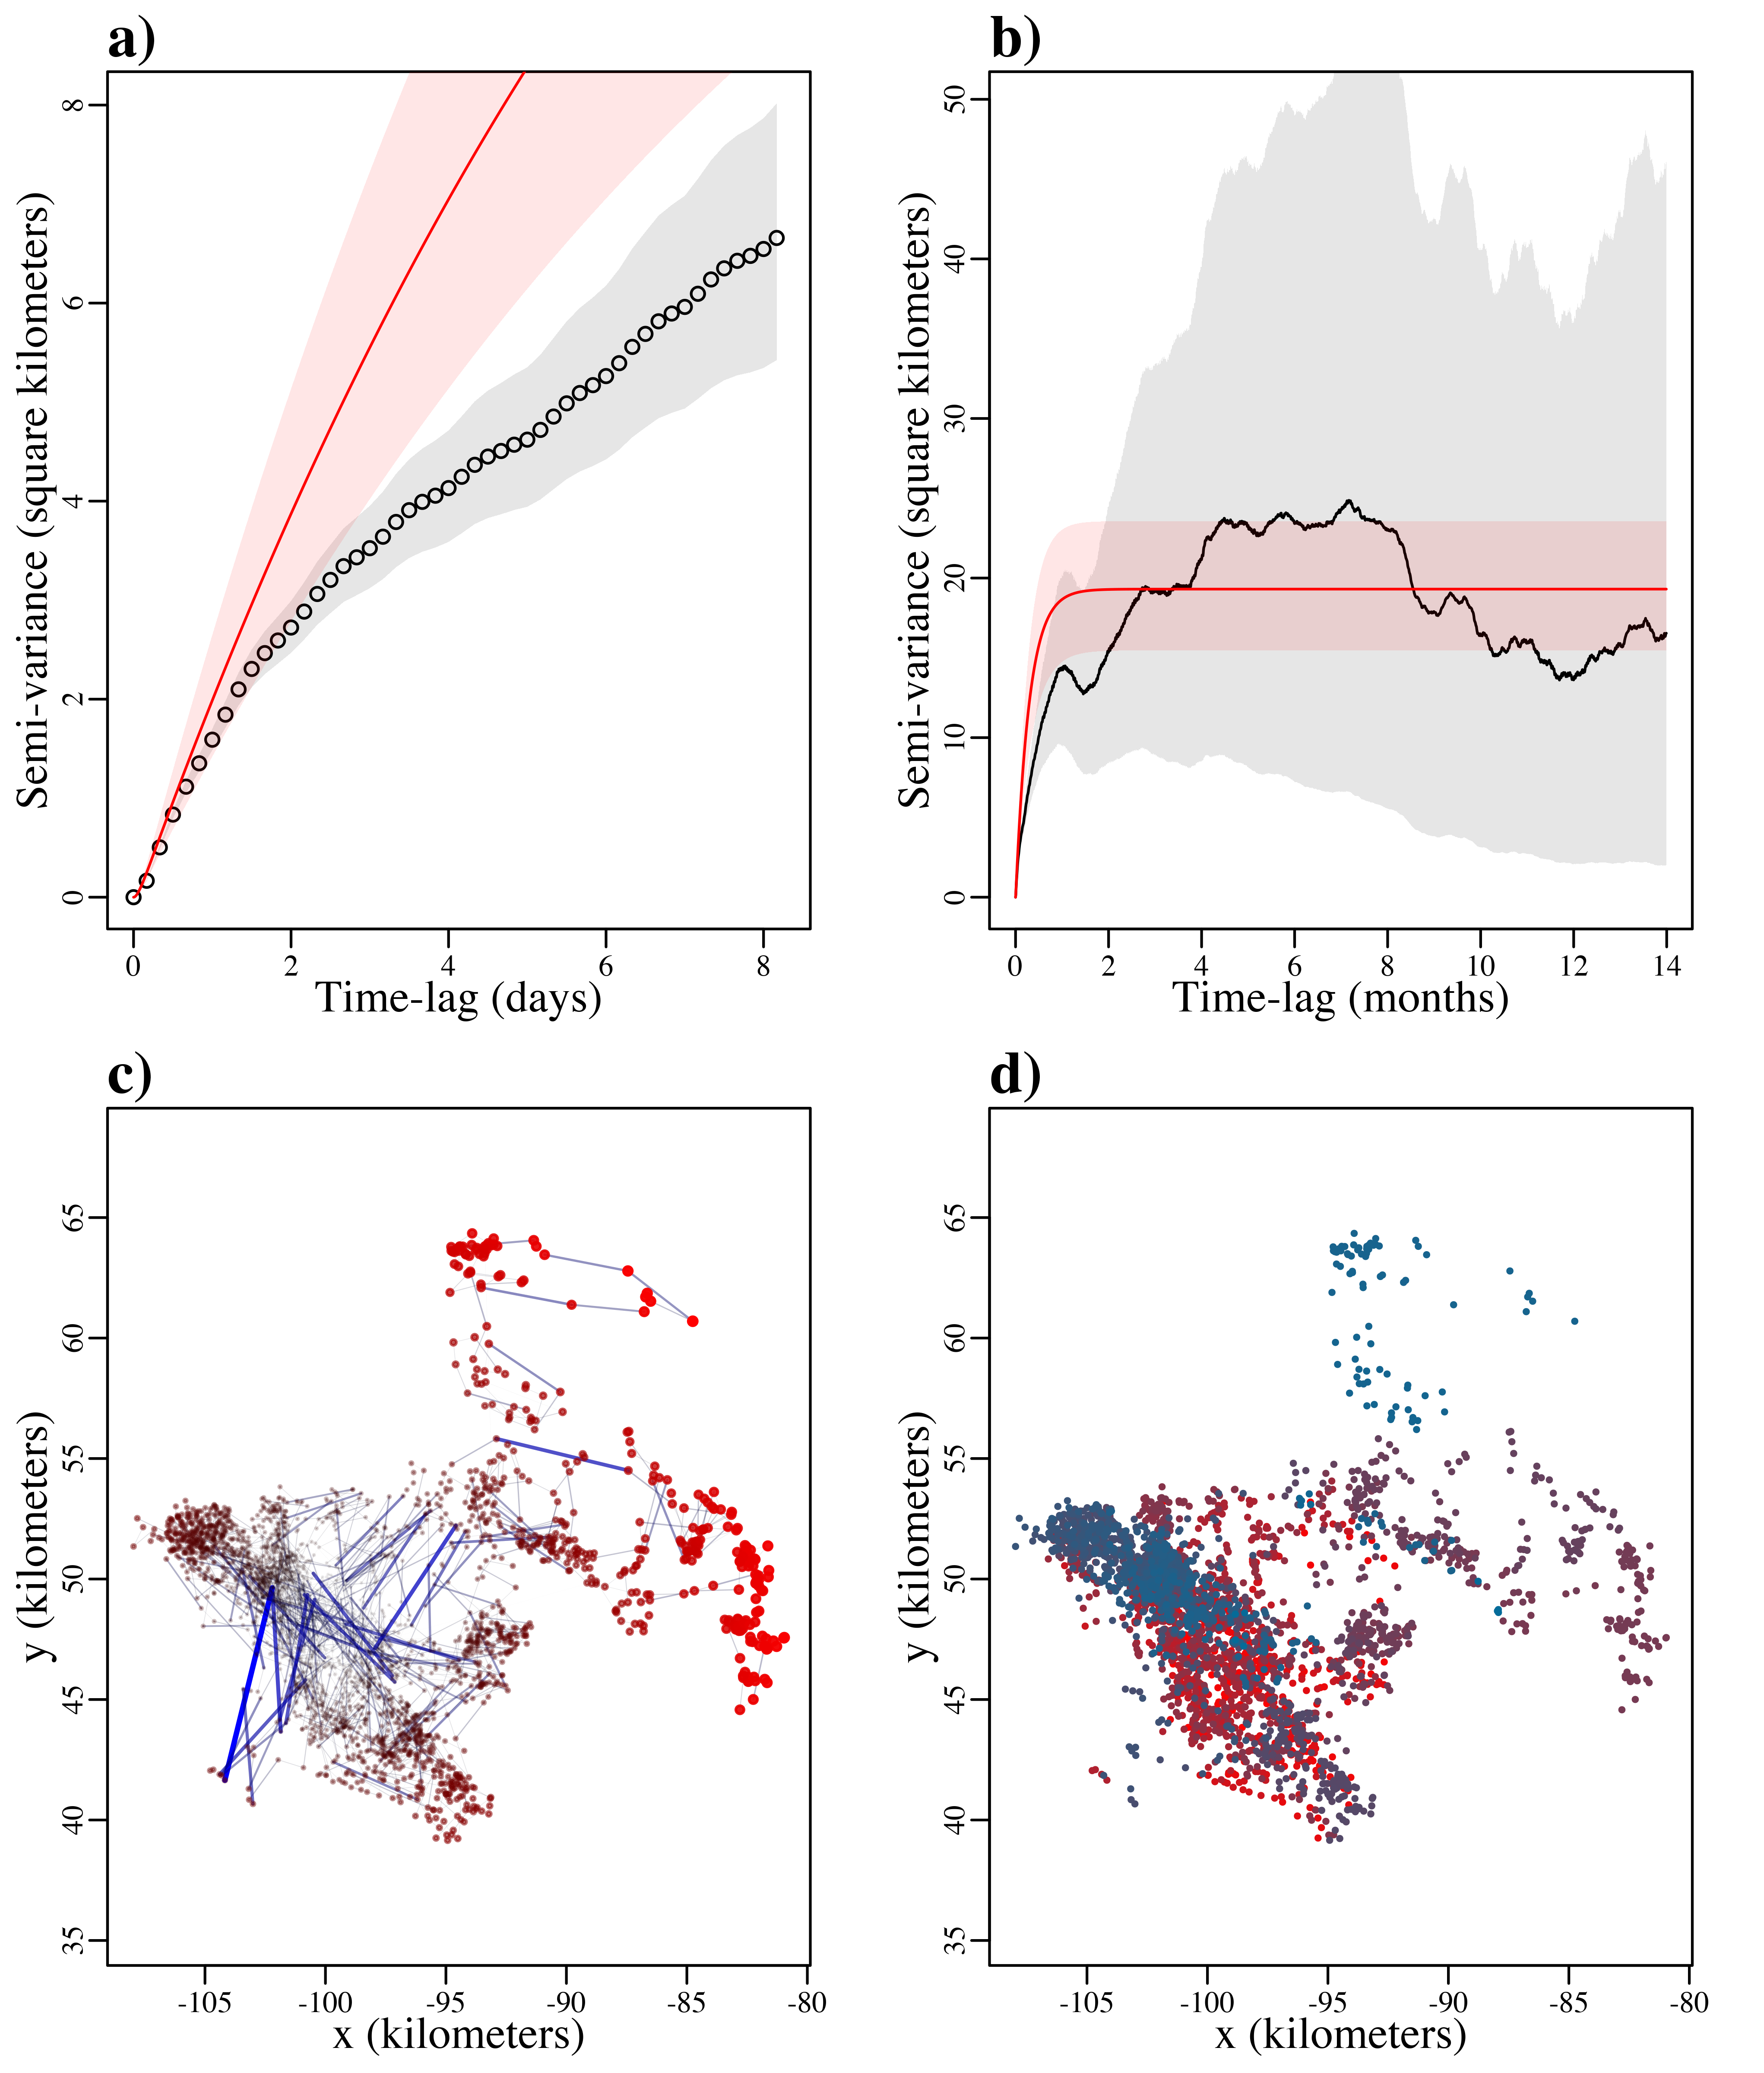 a)
Semi-variance (square kilometers)
8
6
4
2
0
0 2 4 6 8
Time-lag (days)
b)
Semi-variance (square kilometers)
50
40
30
20
10
0
0 2 4 6 8 10 12 14
Time-lag (months)
c)
y (kilometers)
65
60
55
50
45
40
35
-105 -100 -95 -90 -85 -80
x (kilometers)
d)
y (kilometers)
65
60
55
50
45
40
35
-105 -100 -95 -90 -85 -80
x (kilometers)